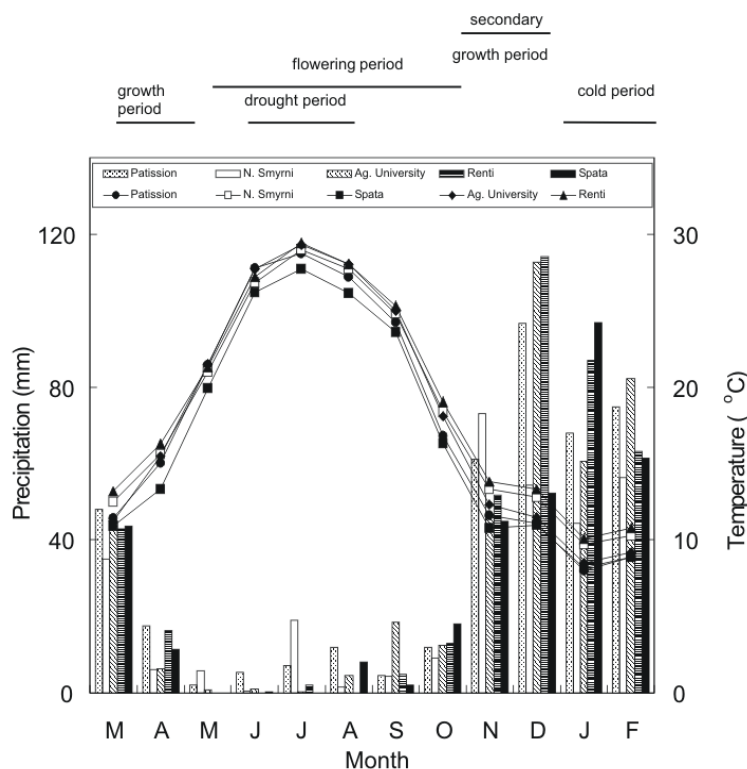 secondary
growth period
flowering period
growth
period
drought period
cold period
Patission N. Smyrni Ag. University Renti Spata
Patission N. Smyrni Spata Ag. University Renti
120 30
80 20
40 10
0 0
Precipitation (mm)
Temperature ( °C)
M A M J J A S O N D J F
Month